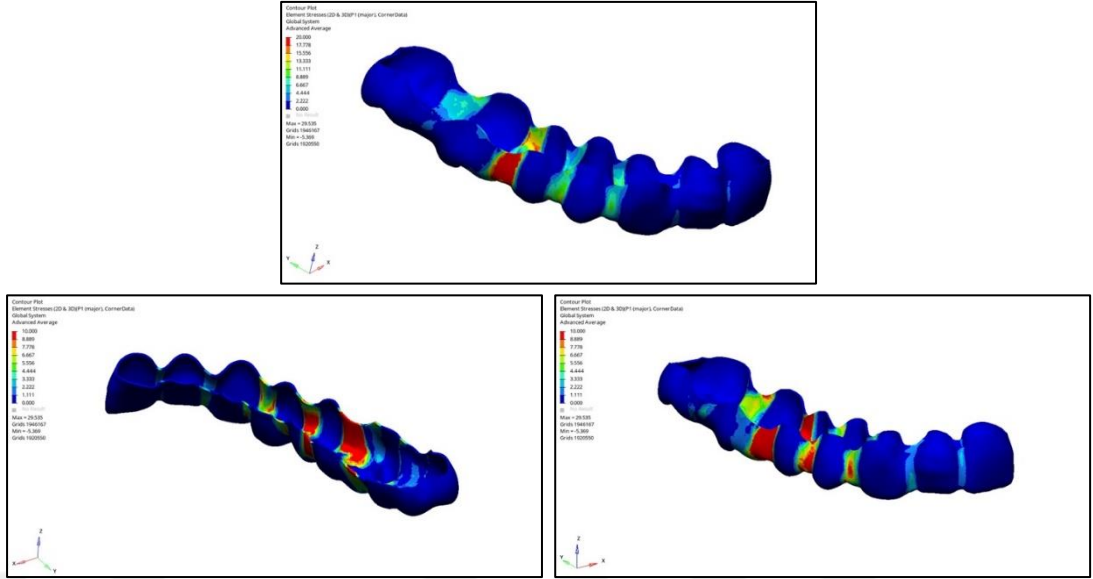 Contour Plot
Element Stresses (2D & 3D)(P1 (major), CornerData)
Global System
Advanced Average
20.000
17.778
15.556
13.333
11.111
8.889
6.667
4.444
2.222
0.000
No Result
Max = 29.535
Grids 1946167
Min = -5.369
Grids 1920550
Z
Y
X
Contour Plot
Element Stresses (2D & 3D)(P1 (major), CornerData)
Global System
Advanced Average
10.000
8.889
7.778
6.667
5.556
4.444
3.333
2.222
1.111
0.000
No Result
Max = 29.535
Grids 1946167
Min = -5.369
Grids 1920550
Z
X
Y
Contour Plot
Element Stresses (2D & 3D)(P1 (major), CornerData)
Global System
Advanced Average
10.000
8.889
7.778
6.667
5.556
4.444
3.333
2.222
1.111
0.000
No Result
Max = 29.535
Grids 1946167
Min = -5.369
Grids 1920550
Z
Y
X